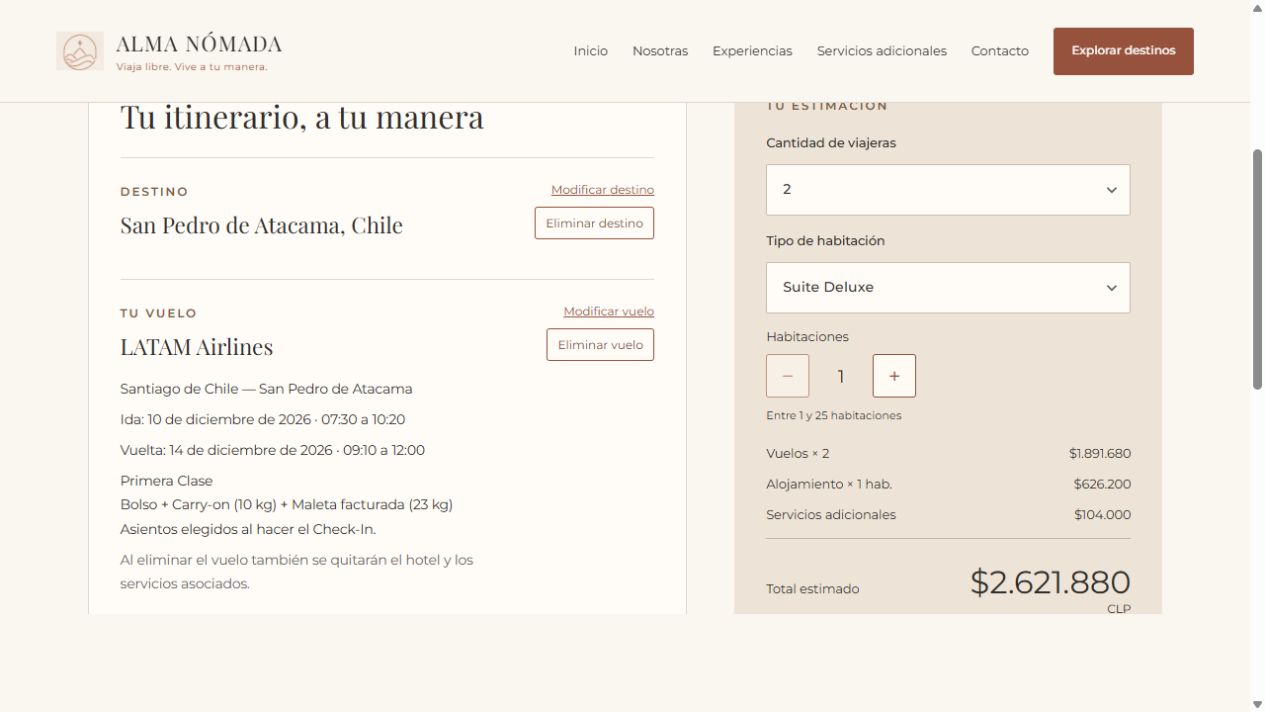 ALMA NÓMADA
Viaja libre. Vive a tu manera.
Inicio
Nosotras
Experiencias
Servicios adicionales
Contacto
Explorar destinos
Tu itinerario, a tu manera
DESTINO
Modificar destino
San Pedro de Atacama, Chile
Eliminar destino
TU VUELO
Modificar vuelo
LATAM Airlines
Eliminar vuelo
Santiago de Chile — San Pedro de Atacama
Ida: 10 de diciembre de 2026 · 07:30 a 10:20
Vuelta: 14 de diciembre de 2026 · 09:10 a 12:00
Primera Clase
Bolso + Carry-on (10 kg) + Maleta facturada (23 kg)
Asientos elegidos al hacer el Check-In.
Al eliminar el vuelo también se quitarán el hotel y los
servicios asociados.
TU ESTIMACIÓN
Cantidad de viajeras
2
Tipo de habitación
Suite Deluxe
Habitaciones
− 1 +
Entre 1 y 25 habitaciones
Vuelos × 2 $1.891.680
Alojamiento × 1 hab. $626.200
Servicios adicionales $104.000
Total estimado $2.621.880
CLP